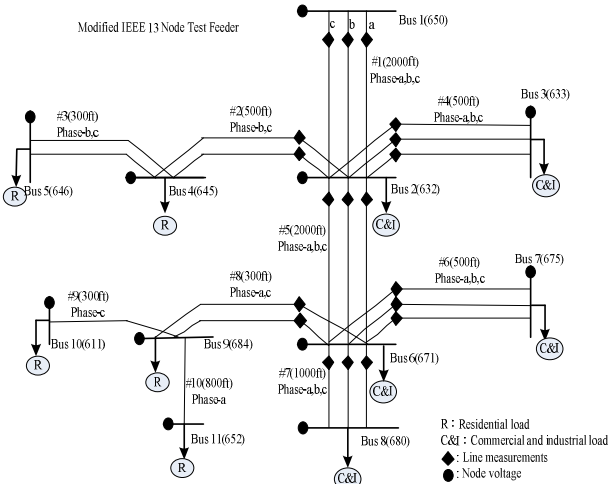 Modified IEEE 13 Node Test Feeder
c b a
Bus 1(650)
#1(2000ft)
Phase-a,b,c
#3(300ft)
Phase-b,c
#2(500ft)
Phase-b,c
#4(500ft)
Phase-a,b,c
Bus 3(633)
R
Bus 5(646)
Bus 4(645)
R
Bus 2(632)
C&I
C&I
#5(2000ft)
Phase-a,b,c
#9(300ft)
Phase-c
#8(300ft)
Phase-a,c
#6(500ft)
Phase-a,b,c
Bus 7(675)
Bus 10(611)
R
Bus 9(684)
R
#10(800ft)
Phase-a
#7(1000ft)
Phase-a,b,c
Bus 6(671)
C&I
C&I
Bus 11(652)
R
Bus 8(680)
C&I
R : Residential load
C&I : Commercial and industrial load
: Line measurements
: Node voltage